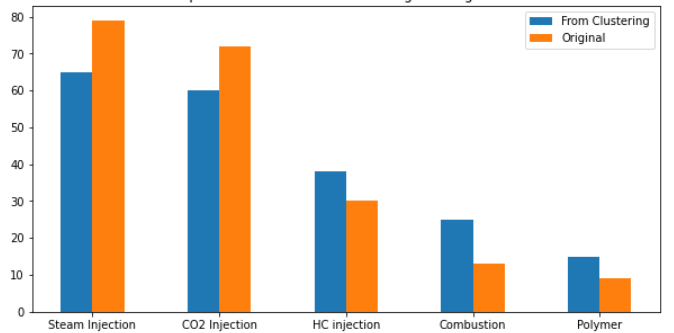 80
70
60
50
40
30
20
10
0
From Clustering
Original
Steam Injection
CO2 Injection
HC injection
Combustion
Polymer